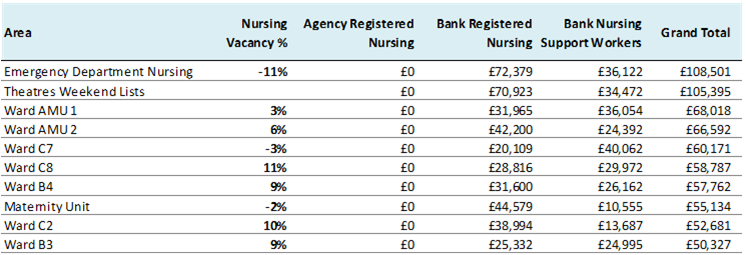 Area Nursing Vacancy % Agency Registered Nursing Bank Registered Nursing Bank Nursing Support Workers Grand Total
Emergency Department Nursing -11% £0 £72,379 £36,122 £108,501
Theatres Weekend Lists £0 £70,923 £34,472 £105,395
Ward AMU 1 3% £0 £31,965 £36,054 £68,018
Ward AMU 2 6% £0 £42,200 £24,392 £66,592
Ward C7 -3% £0 £20,109 £40,062 £60,171
Ward C8 11% £0 £28,816 £29,972 £58,787
Ward B4 9% £0 £31,600 £26,162 £57,762
Maternity Unit -2% £0 £44,579 £10,555 £55,134
Ward C2 10% £0 £38,994 £13,687 £52,681
Ward B3 9% £0 £25,332 £24,995 £50,327